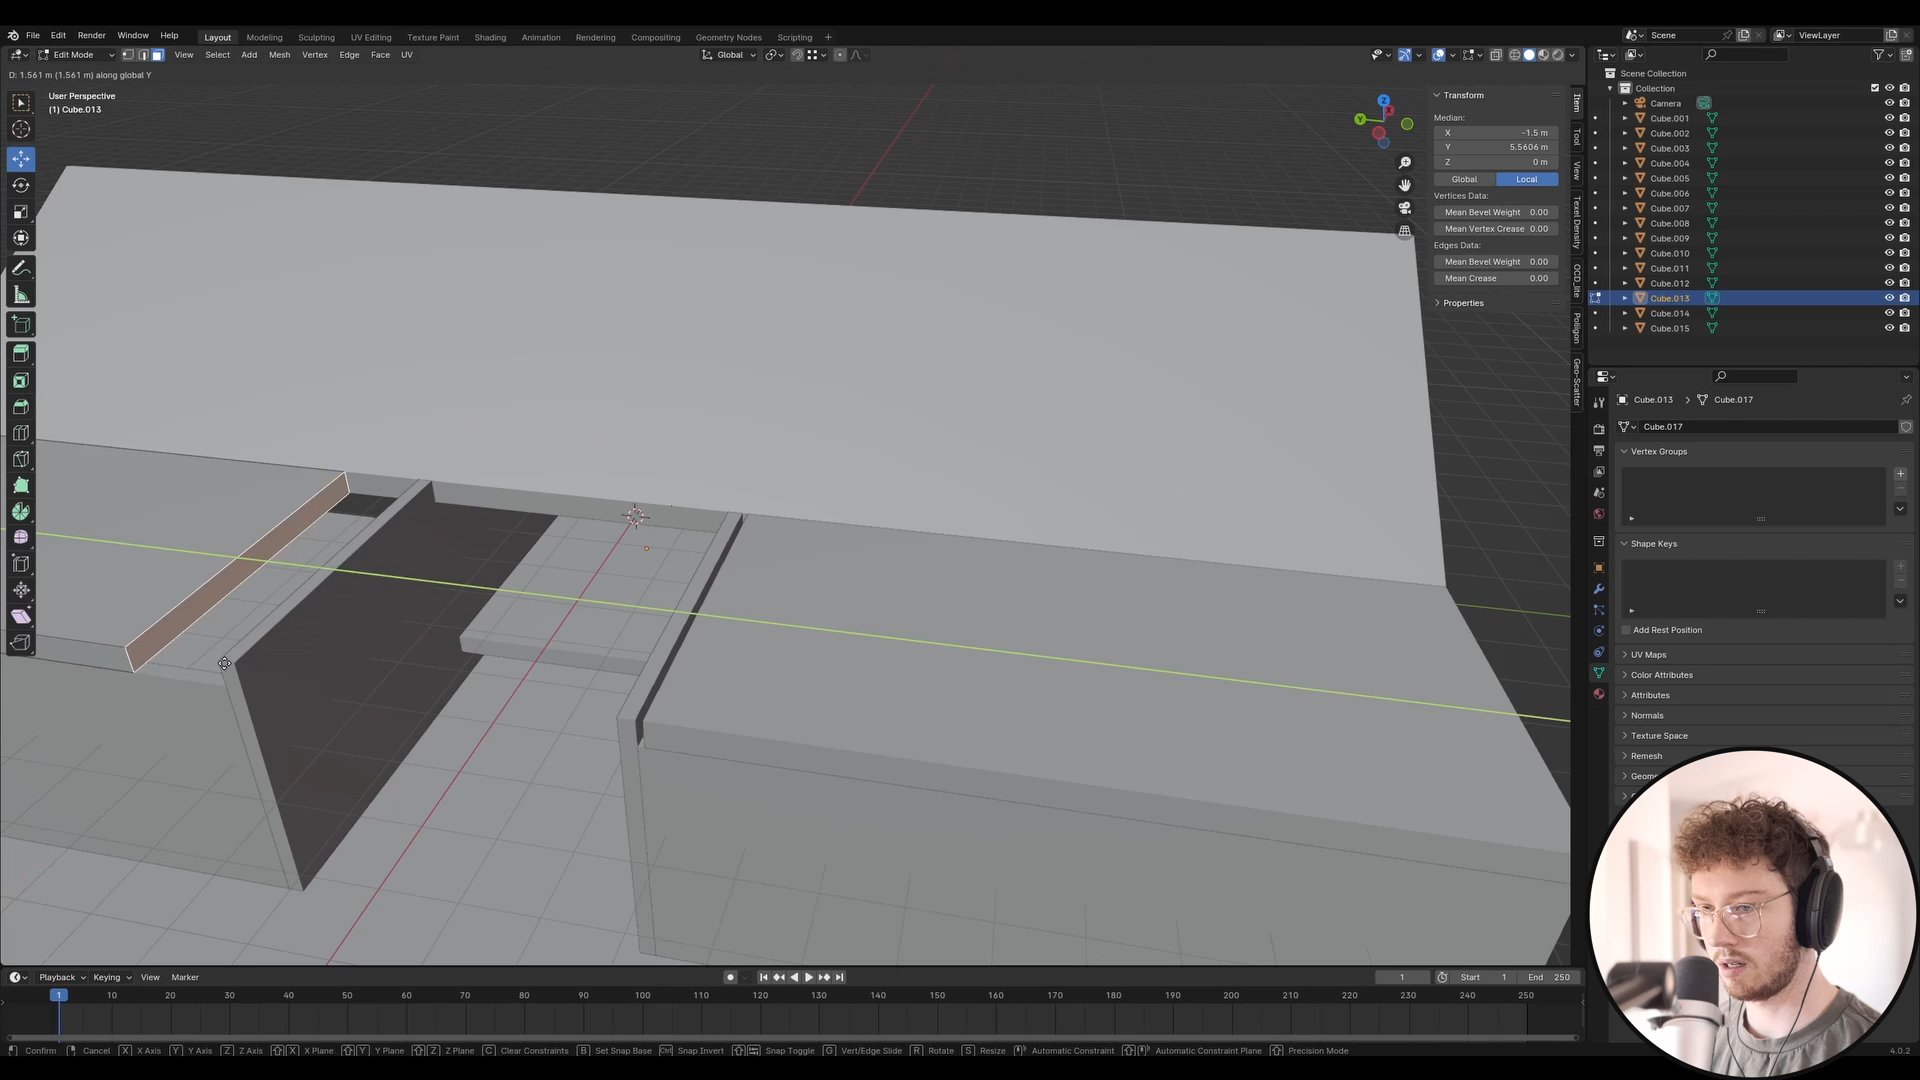 File Edit Render Window Help Layout Modeling Sculpting UV Editing Texture Paint Shading Animation Rendering Compositing Geometry Nodes Scripting + Scene ViewLayer
Edit Mode View Select Add Mesh Vertex Edge Face UV Global
D: 1.561 m (1.561 m) along global Y
User Perspective
(1) Cube.013
Transform
Median:
X -1.5 m
Y 5.5606 m
Z 0 m
Global Local
Vertices Data:
Mean Bevel Weight 0.00
Mean Vertex Crease 0.00
Edges Data:
Mean Bevel Weight 0.00
Mean Crease 0.00
Properties
Item
Tool
View
Texel Density
OCD_lite
Poliigon
Geo-Scatter
Z
Y
X
Scene Collection
Collection
Camera
Cube.001
Cube.002
Cube.003
Cube.004
Cube.005
Cube.006
Cube.007
Cube.008
Cube.009
Cube.010
Cube.011
Cube.012
Cube.013
Cube.014
Cube.015
Cube.013 Cube.017
Cube.017
Vertex Groups
Shape Keys
Add Rest Position
UV Maps
Color Attributes
Attributes
Normals
Texture Space
Remesh
Playback Keying View Marker 1 Start 1 End 250
1 10 20 30 40 50 60 70 80 90 100 110 120 130 140 150 160 170 180 190 200 210 220 230 240 250
Confirm Cancel X X Axis Y Y Axis Z Z Axis X X Plane Y Y Plane Z Z Plane C Clear Constraints B Set Snap Base Ctrl Snap Invert Snap Toggle G Vert/Edge Slide R Rotate S Resize Automatic Constraint Automatic Constraint Plane Precision Mode 4.0.2